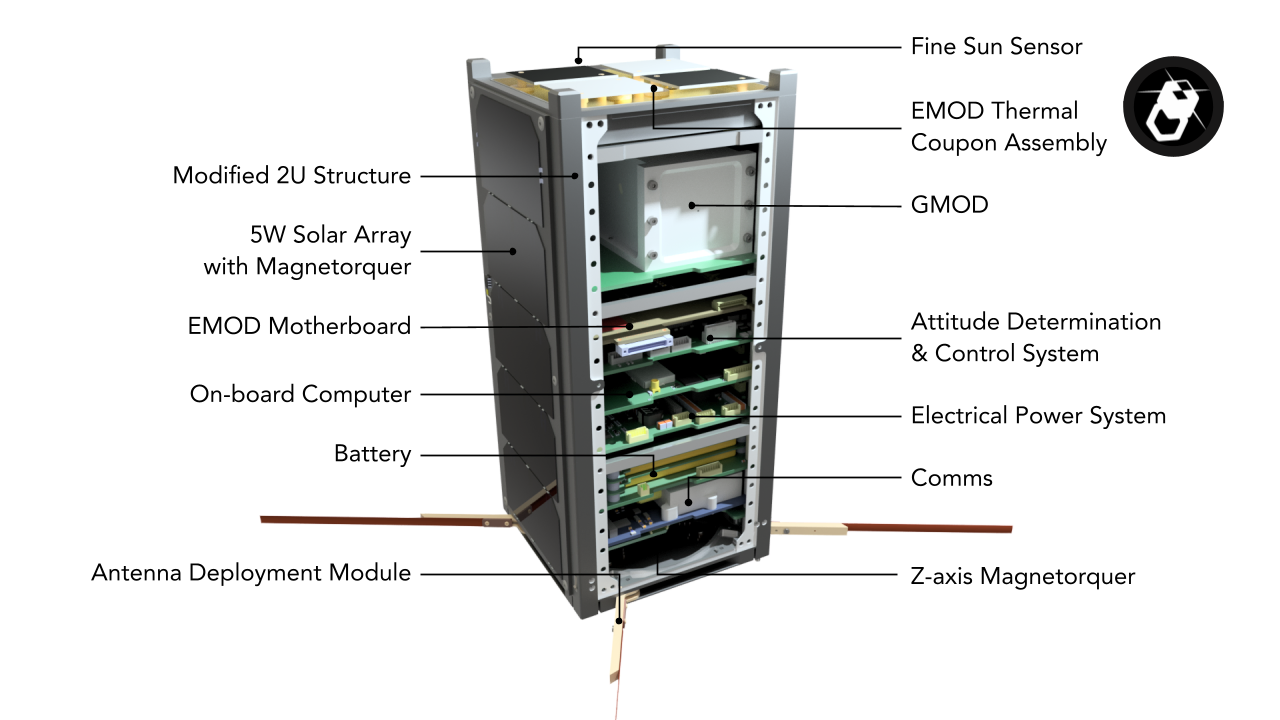 Fine Sun Sensor
EMOD Thermal
Coupon Assembly
Modified 2U Structure
GMOD
5W Solar Array
with Magnetorquer
EMOD Motherboard
Attitude Determination
& Control System
On-board Computer
Electrical Power System
Battery
Comms
Antenna Deployment Module
Z-axis Magnetorquer